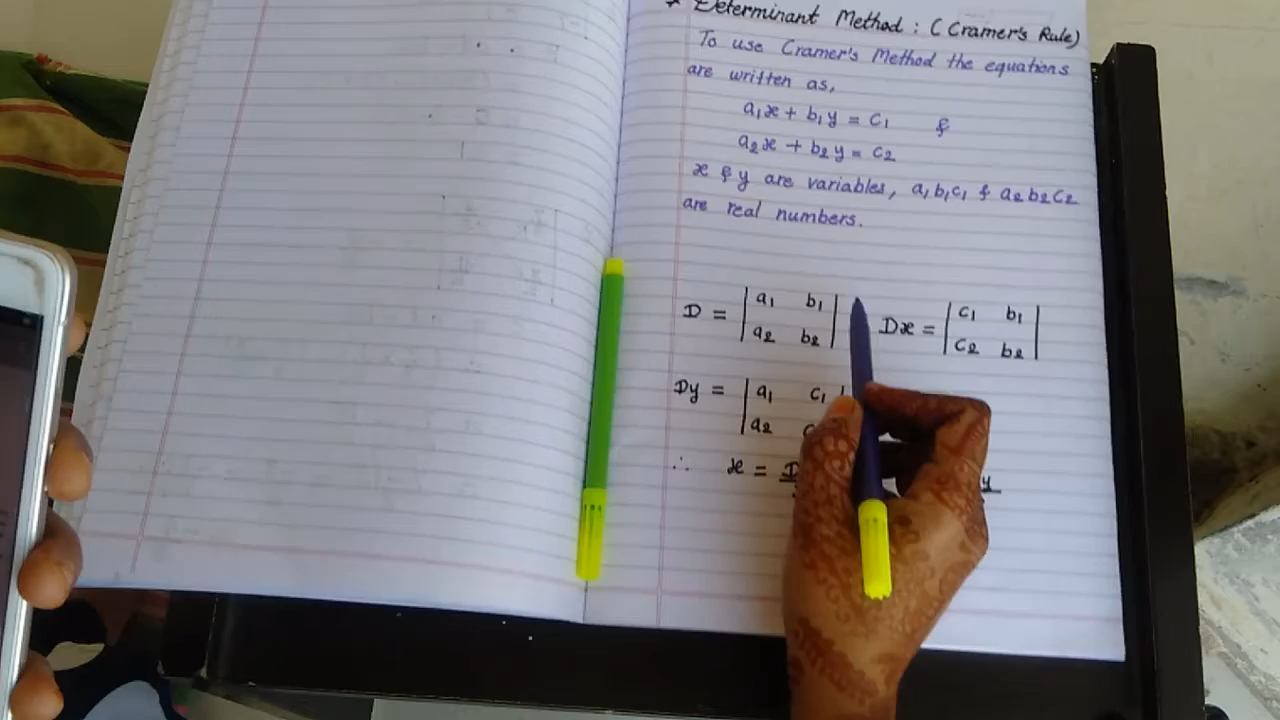 Determinant Method : ( Cramer's Rule)
To use Cramer's Method the equations
are written as,
a₁x + b₁y = c₁ &
a₂x + b₂y = c₂
x & y are variables, a₁b₁c₁ & a₂b₂c₂
are real numbers.
D = | a₁ b₁ | Dx = | c₁ b₁ |
| a₂ b₂ | | c₂ b₂ |
Dy = | a₁ c₁ |
| a₂ c
∴ x = D y